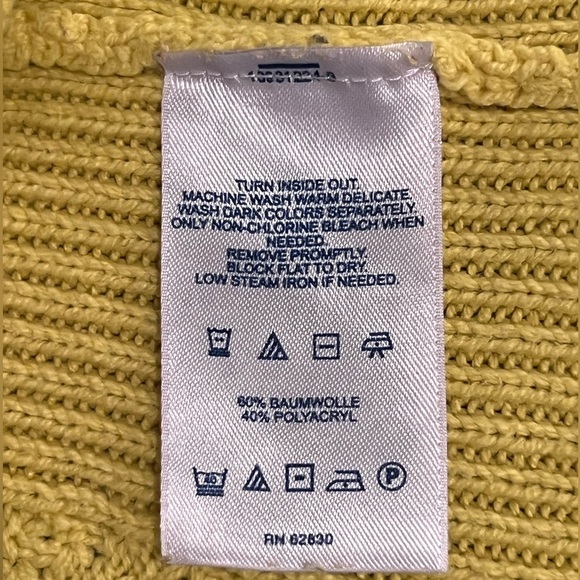 TURN INSIDE OUT.
MACHINE WASH WARM DELICATE.
WASH DARK COLORS SEPARATELY.
ONLY NON-CHLORINE BLEACH WHEN
NEEDED.
REMOVE PROMPTLY.
BLOCK FLAT TO DRY.
LOW STEAM IRON IF NEEDED.
60% BAUMWOLLE
40% POLYACRYL
40
P
RN 62830